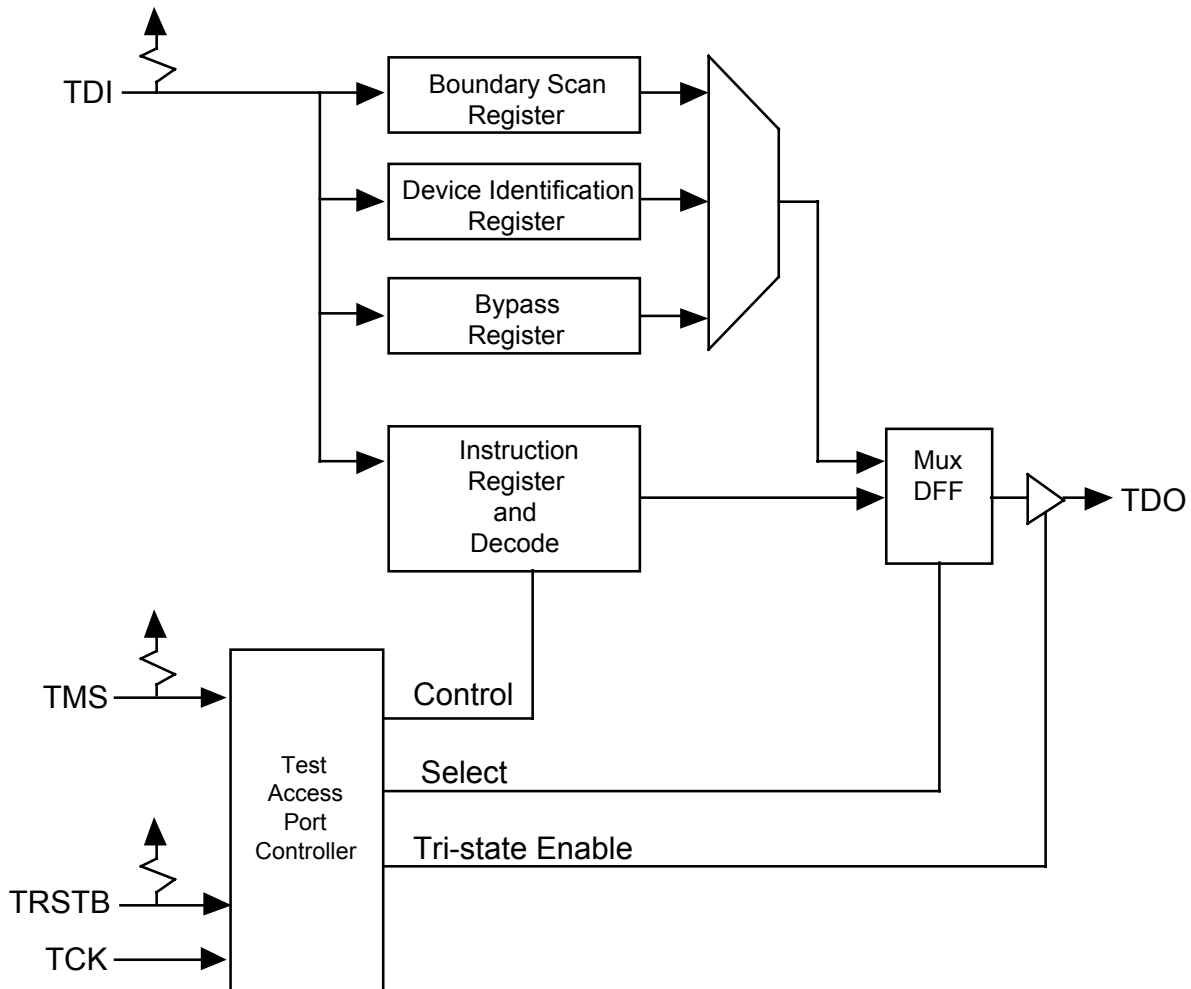 TDI
Boundary Scan
Register
Device Identification
Register
Bypass
Register
Instruction
Register
and
Decode
Mux
DFF
TDO
TMS
Control
Test
Access
Port
Controller
Select
Tri-state Enable
TRSTB
TCK